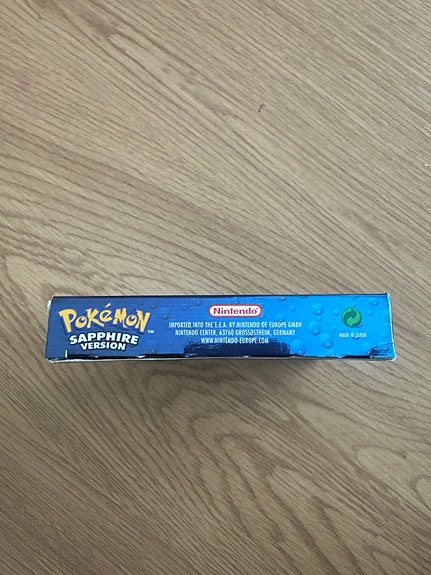 POKéMON™
SAPPHIRE
VERSION
Nintendo®
IMPORTED INTO THE E.E.A. BY NINTENDO OF EUROPE GMBH
NINTENDO CENTER, 63760 GROSSOSTHEIM, GERMANY
WWW.NINTENDO-EUROPE.COM
MADE IN JAPAN